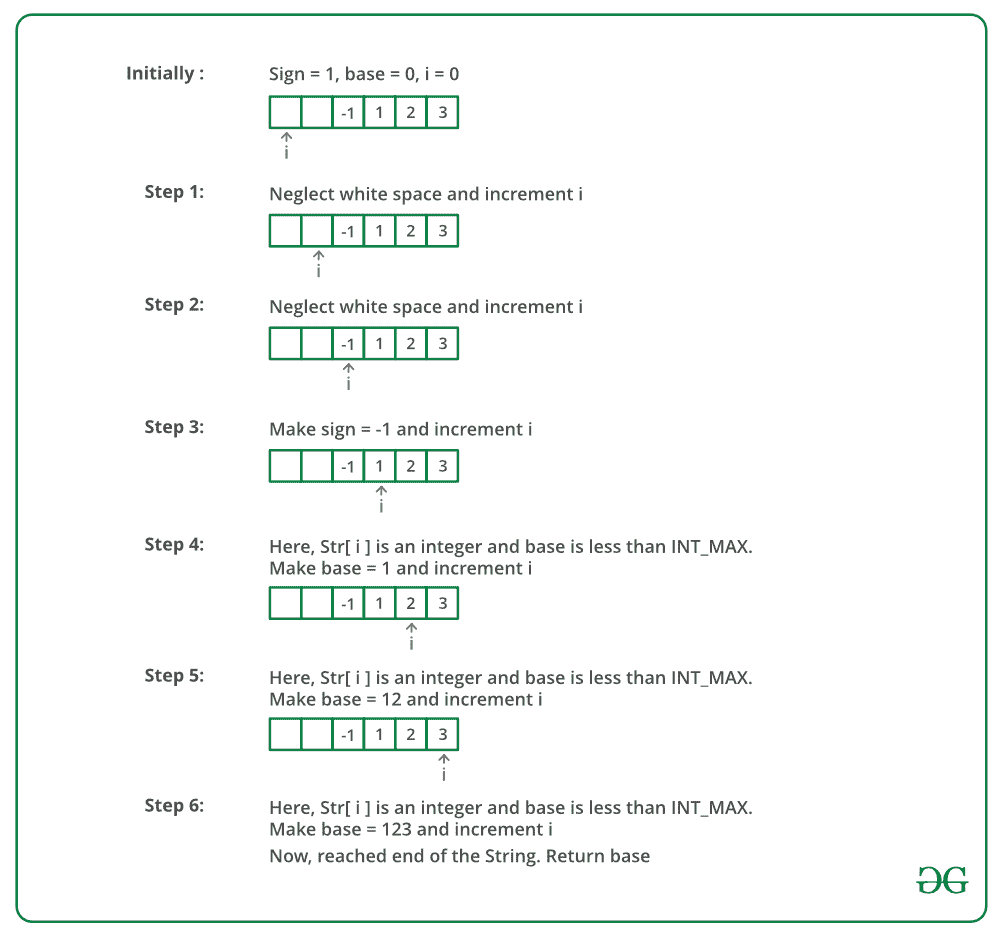 Initially : Sign = 1, base = 0, i = 0
-1 1 2 3
i
Step 1: Neglect white space and increment i
-1 1 2 3
i
Step 2: Neglect white space and increment i
-1 1 2 3
i
Step 3: Make sign = -1 and increment i
-1 1 2 3
i
Step 4: Here, Str[ i ] is an integer and base is less than INT_MAX.
Make base = 1 and increment i
-1 1 2 3
i
Step 5: Here, Str[ i ] is an integer and base is less than INT_MAX.
Make base = 12 and increment i
-1 1 2 3
i
Step 6: Here, Str[ i ] is an integer and base is less than INT_MAX.
Make base = 123 and increment i
Now, reached end of the String. Return base